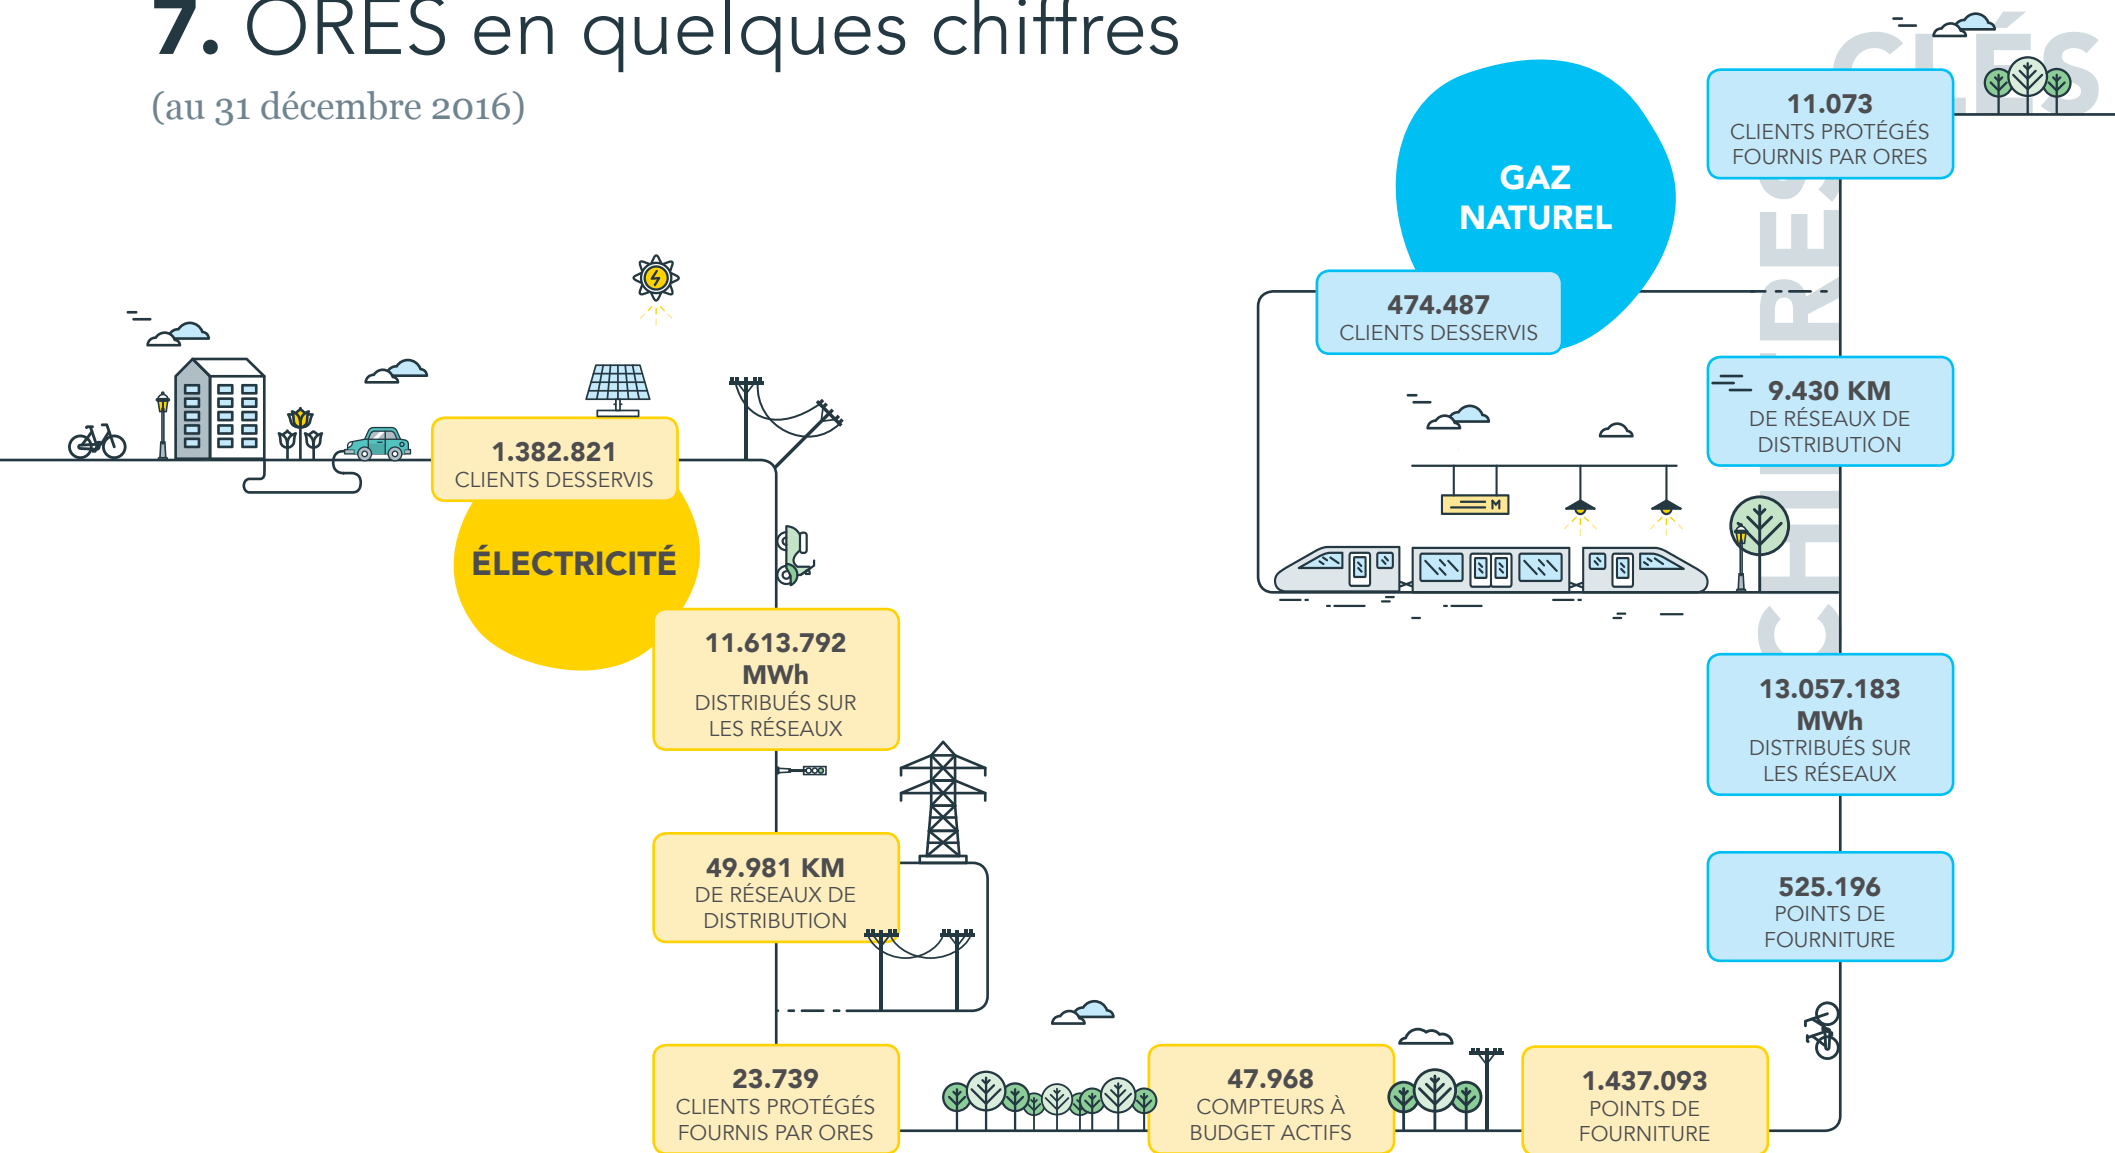 7. ORES en quelques chiffres
(au 31 décembre 2016)
CHIFFRES
CLÉS
1.382.821
CLIENTS DESSERVIS
ÉLECTRICITÉ
11.613.792
MWh
DISTRIBUÉS SUR
LES RÉSEAUX
49.981 KM
DE RÉSEAUX DE
DISTRIBUTION
23.739
CLIENTS PROTÉGÉS
FOURNIS PAR ORES
47.968
COMPTEURS À
BUDGET ACTIFS
1.437.093
POINTS DE
FOURNITURE
GAZ
NATUREL
474.487
CLIENTS DESSERVIS
M
11.073
CLIENTS PROTÉGÉS
FOURNIS PAR ORES
9.430 KM
DE RÉSEAUX DE
DISTRIBUTION
13.057.183
MWh
DISTRIBUÉS SUR
LES RÉSEAUX
525.196
POINTS DE
FOURNITURE